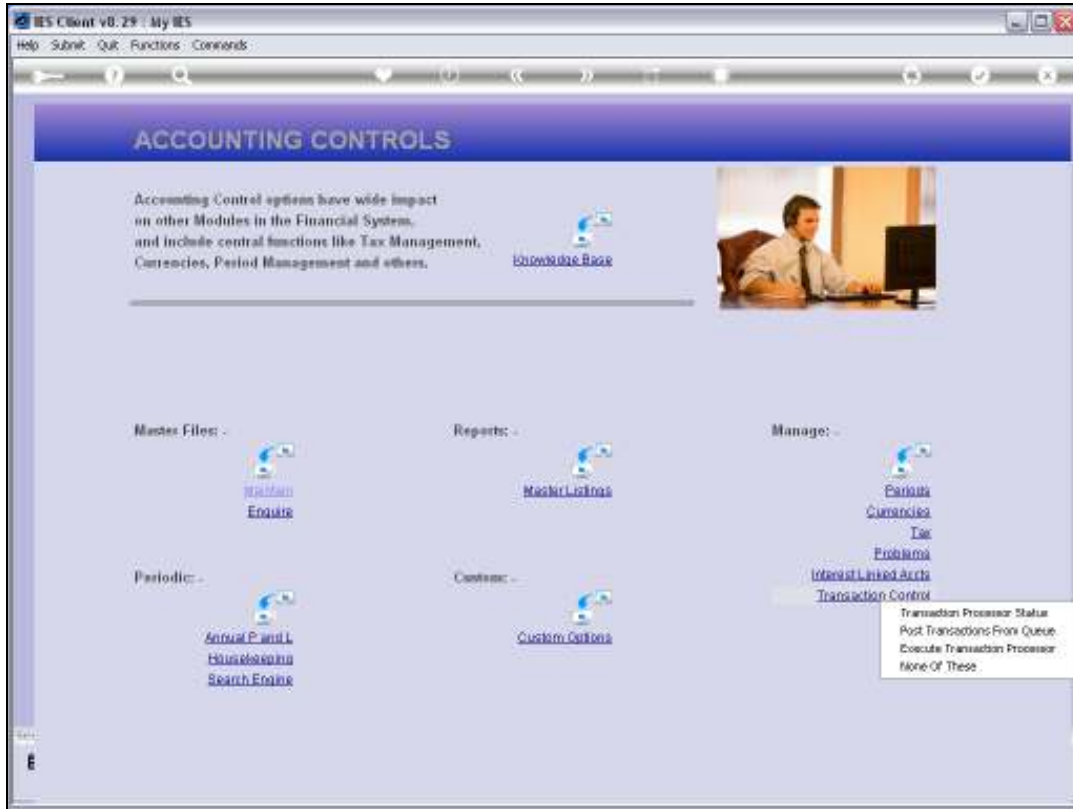 IES Client v8.29 : My IES
Help Submit Quit Functions Commands
ACCOUNTING CONTROLS
Accounting Control options have wide impact
on other Modules in the Financial System,
and include central functions like Tax Management,
Currencies, Period Management and others.
Knowledge Base
Master Files: -
Reports: -
Manage: -
Maintain
Enquire
Master Listings
Periods
Currencies
Tax
Problems
Interest Linked Accts
Transaction Control
Transaction Processor Status
Post Transactions From Queue
Execute Transaction Processor
None Of These
Periodic: -
Custom: -
Annual P and L
Housekeeping
Search Engine
Custom Options